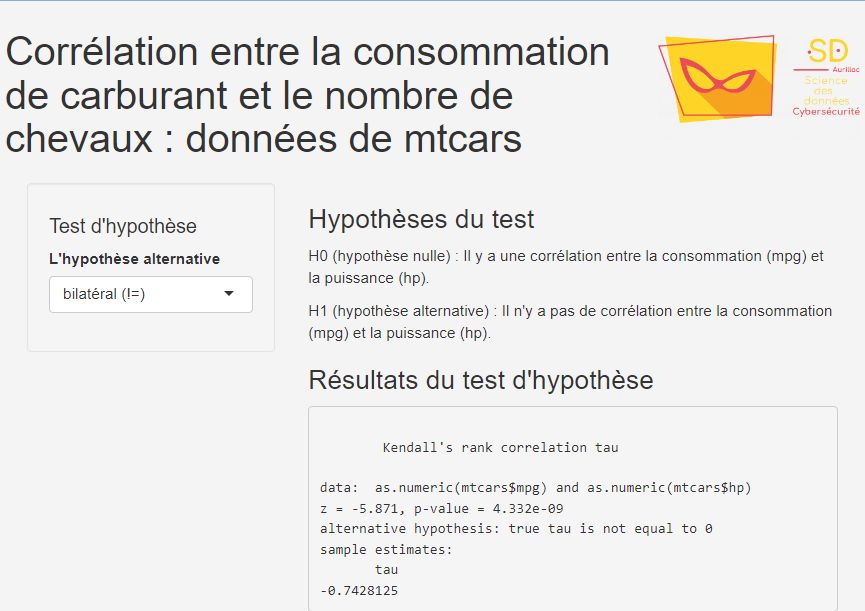 Corrélation entre la consommation
de carburant et le nombre de
chevaux : données de mtcars
SD
Aurillac
Science
des
données
Cybersécurité
Test d'hypothèse
L'hypothèse alternative
bilatéral (!=)
Hypothèses du test
H0 (hypothèse nulle) : Il y a une corrélation entre la consommation (mpg) et
la puissance (hp).
H1 (hypothèse alternative) : Il n'y a pas de corrélation entre la consommation
(mpg) et la puissance (hp).
Résultats du test d'hypothèse
Kendall's rank correlation tau
data:  as.numeric(mtcars$mpg) and as.numeric(mtcars$hp)
z = -5.871, p-value = 4.332e-09
alternative hypothesis: true tau is not equal to 0
sample estimates:
tau
-0.7428125